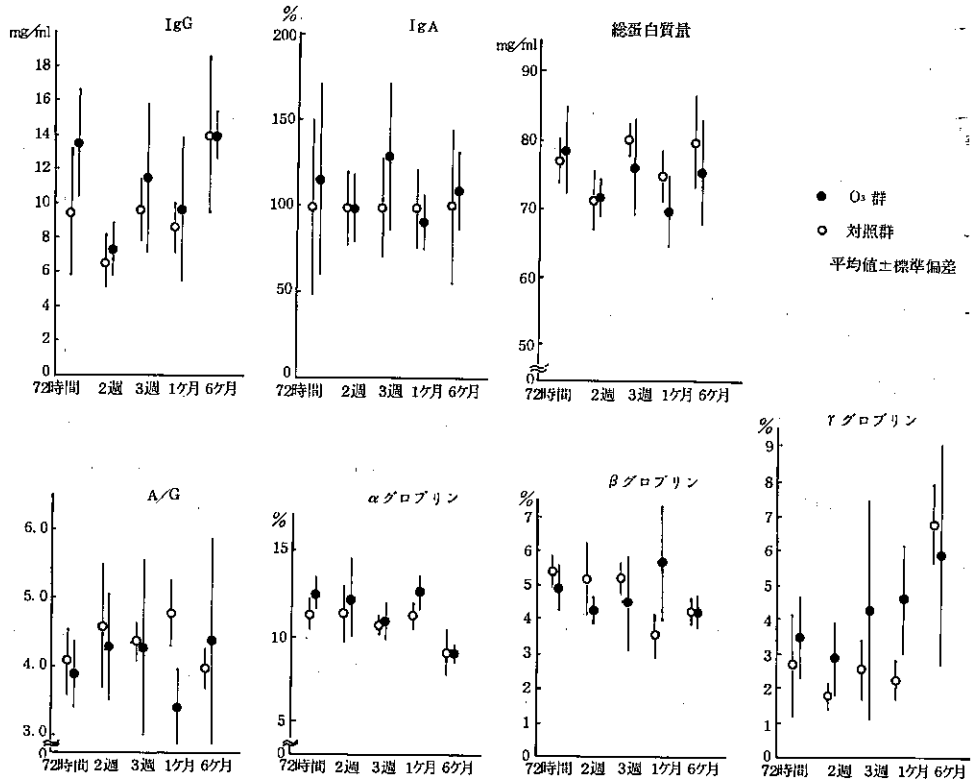 IgG
mg/ml
18
16
14
12
10
8
6
4
2
0
72時間 2週 3週 1ケ月 6ケ月
IgA
%
200
150
100
50
0
72時間 2週 3週 1ケ月 6ケ月
総蛋白質量
mg/ml
90
80
70
60
50
0
72時間 2週 3週 1ケ月 6ケ月
● O₃ 群
○ 対照群
平均値±標準偏差
A/G
6.0
5.0
4.0
3.0
0
72時間 2週 3週 1ケ月 6ケ月
αグロブリン
%
15
10
5
0
72時間 2週 3週 1ケ月 6ケ月
βグロブリン
%
7
6
5
4
3
2
1
0
72時間 2週 3週 1ケ月 6ケ月
γグロブリン
%
9
8
7
6
5
4
3
2
1
0
72時間 2週 3週 1ケ月 6ケ月